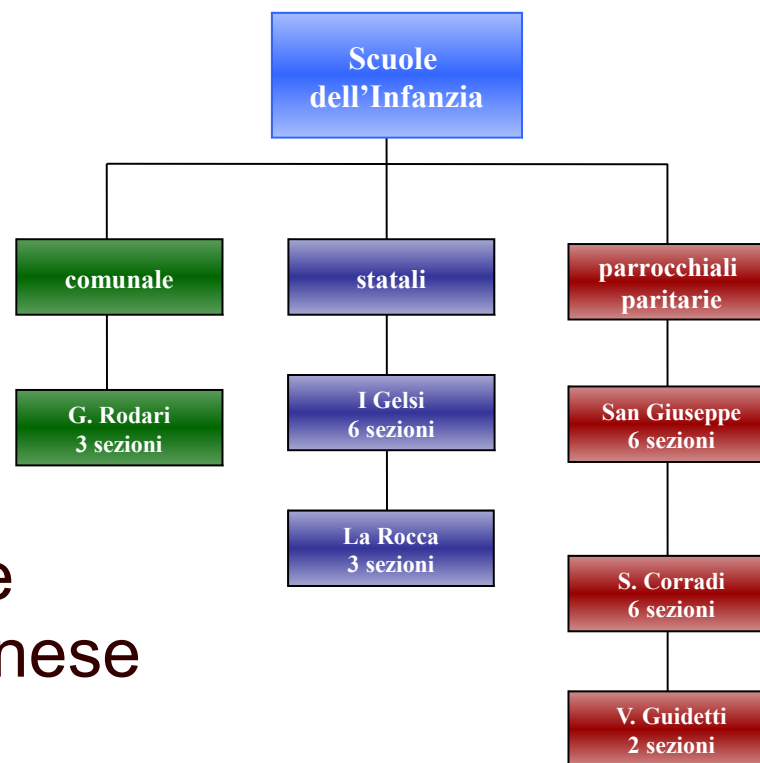 Scuole
dell’Infanzia
comunale
statali
parrocchiali
paritarie
G. Rodari
3 sezioni
I Gelsi
6 sezioni
San Giuseppe
6 sezioni
La Rocca
3 sezioni
S. Corradi
6 sezioni
V. Guidetti
2 sezioni
e
nese